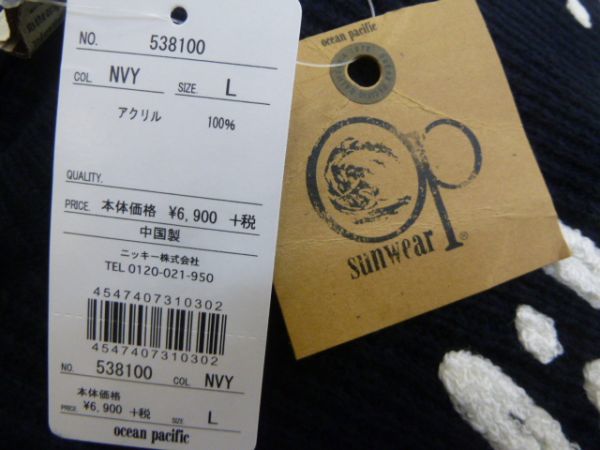 NO. 538100
COL. NVY SIZE. L
アクリル 100%
QUALITY.
PRICE. 本体価格 ¥6,900 +税
中国製
ニッキー株式会社
TEL 0120-021-950
4547407310302
4547407310302
NO. 538100 COL. NVY
本体価格
PRICE. ¥6,900 +税 SIZE. L
ocean pacific
ocean pacific
op
sunwear
®